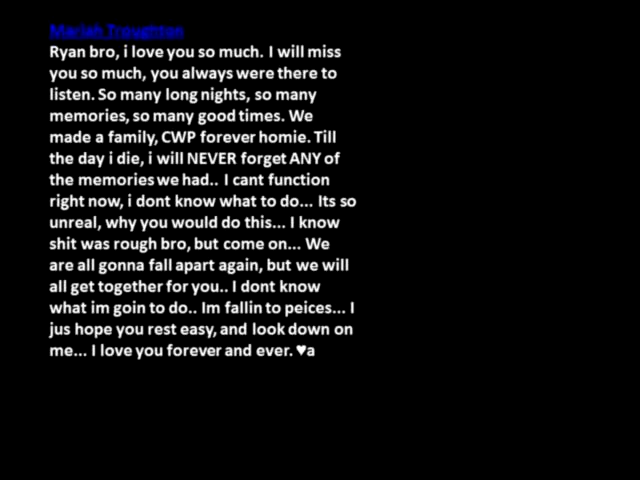 Mariah Troughton
Ryan bro, i love you so much. I will miss
you so much, you always were there to
listen. So many long nights, so many
memories, so many good times. We
made a family, CWP forever homie. Till
the day i die, i will NEVER forget ANY of
the memories we had.. I cant function
right now, i dont know what to do... Its so
unreal, why you would do this... I know
shit was rough bro, but come on... We
are all gonna fall apart again, but we will
all get together for you.. I dont know
what im goin to do.. Im fallin to peices... I
jus hope you rest easy, and look down on
me... I love you forever and ever. ♥a